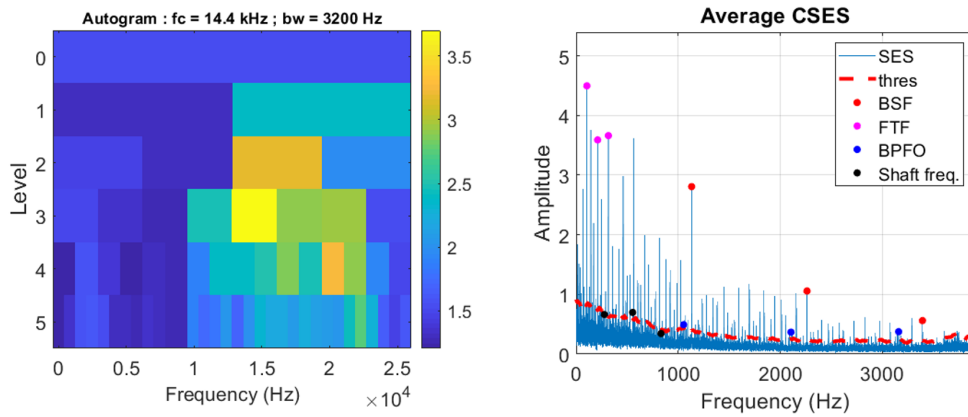 Autogram : fc = 14.4 kHz ; bw = 3200 Hz
Level
0
1
2
3
4
5
0 0.5 1 1.5 2 2.5
Frequency (Hz)
×10⁴
3.5
3
2.5
2
1.5
Average CSES
Amplitude
5
4
3
2
1
0
0 1000 2000 3000
Frequency (Hz)
SES
thres
BSF
FTF
BPFO
Shaft freq.